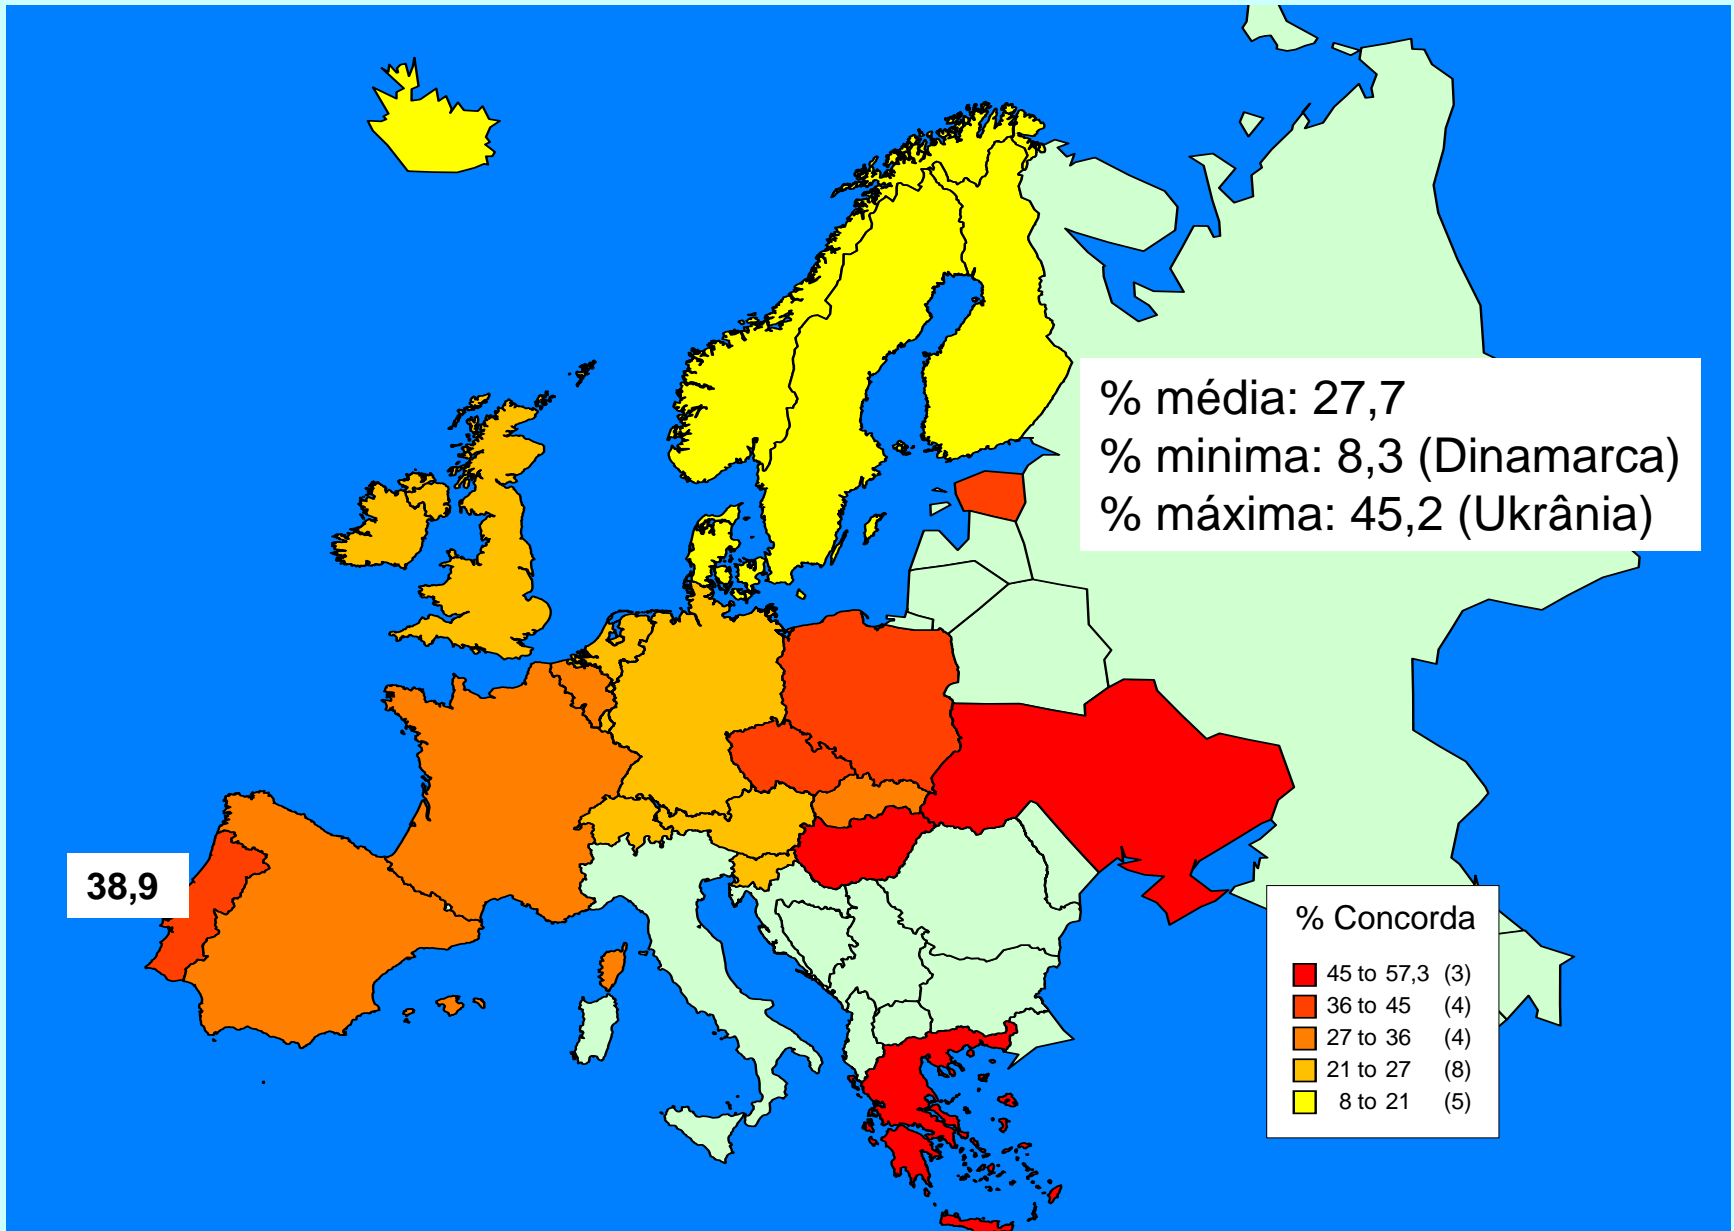 % média: 27,7
% minima: 8,3 (Dinamarca)
% máxima: 45,2 (Ukrânia)
38,9
% Concorda
45 to 57,3 (3)
36 to 45 (4)
27 to 36 (4)
21 to 27 (8)
8 to 21 (5)